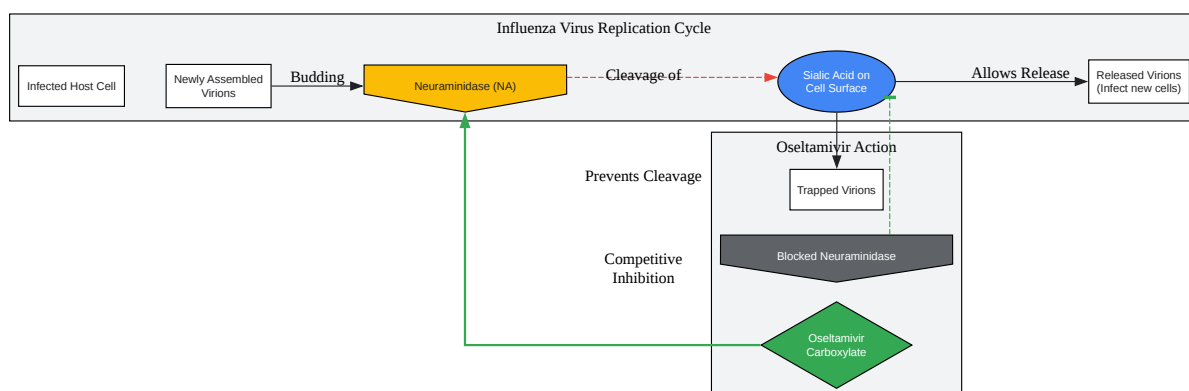 Influenza Virus Replication Cycle
Infected Host Cell
Newly Assembled
Virions
Budding
Neuraminidase (NA)
Cleavage of
Sialic Acid on
Cell Surface
Allows Release
Released Virions
(Infect new cells)
Oseltamivir Action
Prevents Cleavage
Trapped Virions
Competitive
Inhibition
Blocked Neuraminidase
Oseltamivir
Carboxylate